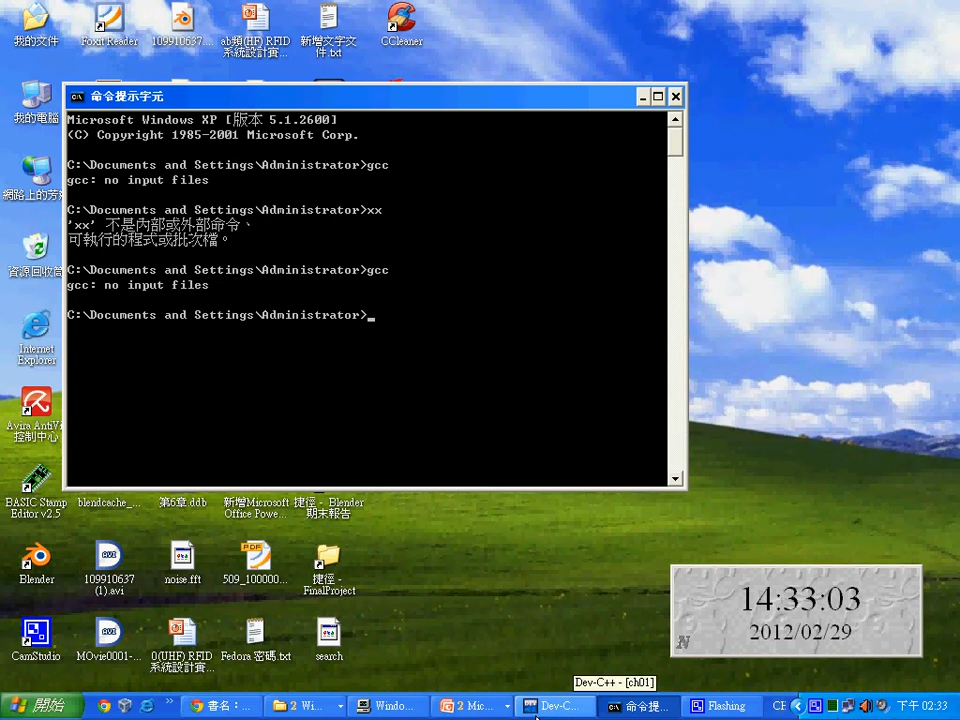 我的文件
Foxit Reader
109910637....
ab類(HF) RFID
系統設計實...
新增文字文
件.txt
CCleaner
命令提示字元
Microsoft Windows XP [版本 5.1.2600]
(C) Copyright 1985-2001 Microsoft Corp.
C:\Documents and Settings\Administrator>gcc
gcc: no input files
C:\Documents and Settings\Administrator>xx
'xx' 不是內部或外部命令、
可執行的程式或批次檔。
C:\Documents and Settings\Administrator>gcc
gcc: no input files
C:\Documents and Settings\Administrator>_
我的電腦
網路上的芳
資源回收筒
Internet
Explorer
Avira AntiVi
控制中心
BASIC Stamp
Editor v2.5
blendcache_...
第6章.ddb
新增Microsoft
Office Powe...
捷徑 - Blender
期末報告
Blender
109910637
(1).avi
noise.fft
509_100000...
捷徑 -
FinalProject
CamStudio
MOvie0001-...
0(UHF) RFID
系統設計實...
Fedora 密碼.txt
search
14:33:03
2012/02/29
N
Dev-C++ - [ch01]
開始
書名：...
2 Wi...
Windo...
2 Mic...
Dev-C...
命令提...
Flashing
CH
下午 02:33